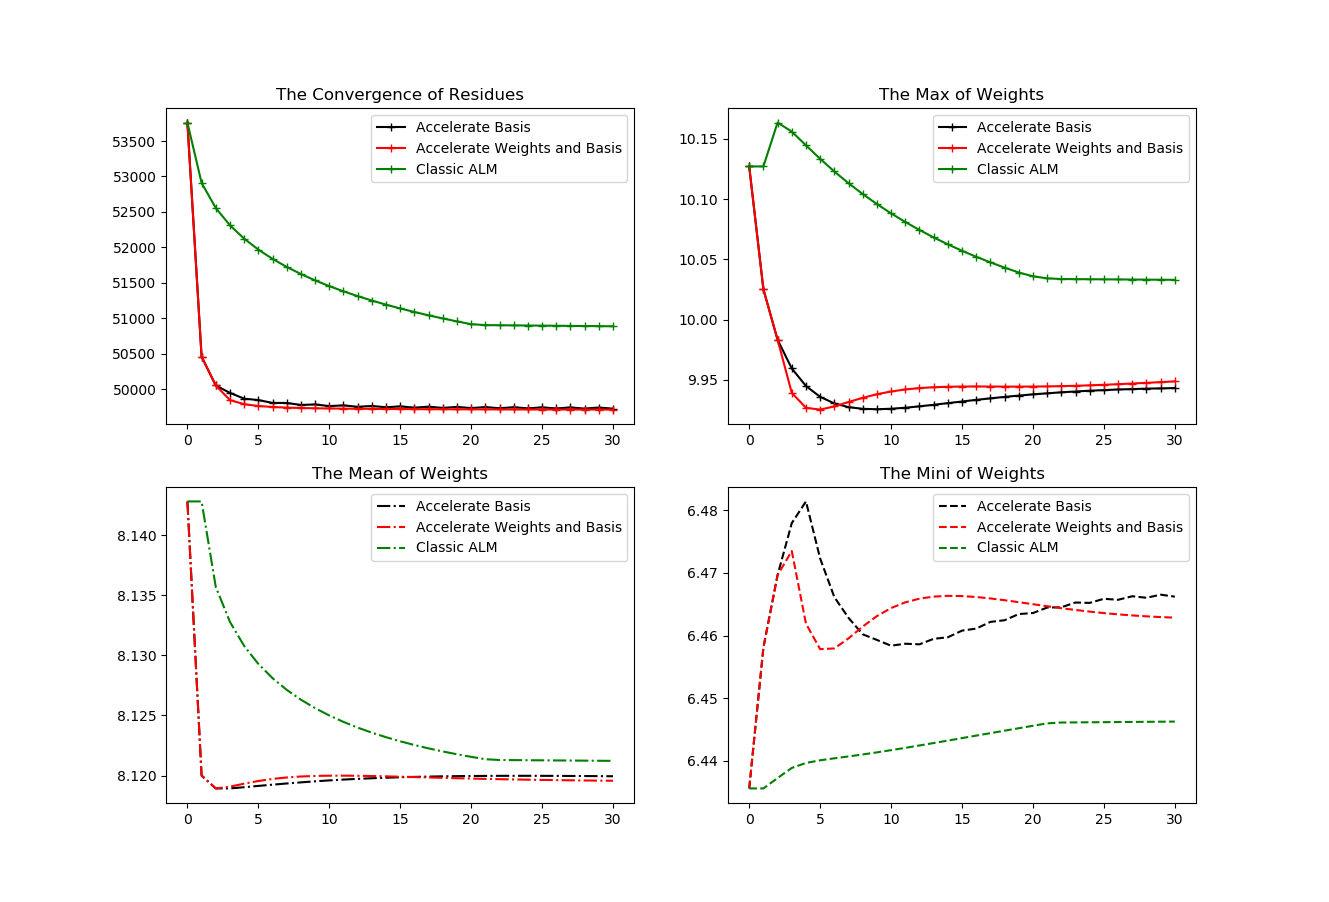 The Convergence of Residues
53500
53000
52500
52000
51500
51000
50500
50000
0 5 10 15 20 25 30
Accelerate Basis
Accelerate Weights and Basis
Classic ALM
The Max of Weights
10.15
10.10
10.05
10.00
9.95
0 5 10 15 20 25 30
Accelerate Basis
Accelerate Weights and Basis
Classic ALM
The Mean of Weights
8.140
8.135
8.130
8.125
8.120
0 5 10 15 20 25 30
Accelerate Basis
Accelerate Weights and Basis
Classic ALM
The Mini of Weights
6.48
6.47
6.46
6.45
6.44
0 5 10 15 20 25 30
Accelerate Basis
Accelerate Weights and Basis
Classic ALM